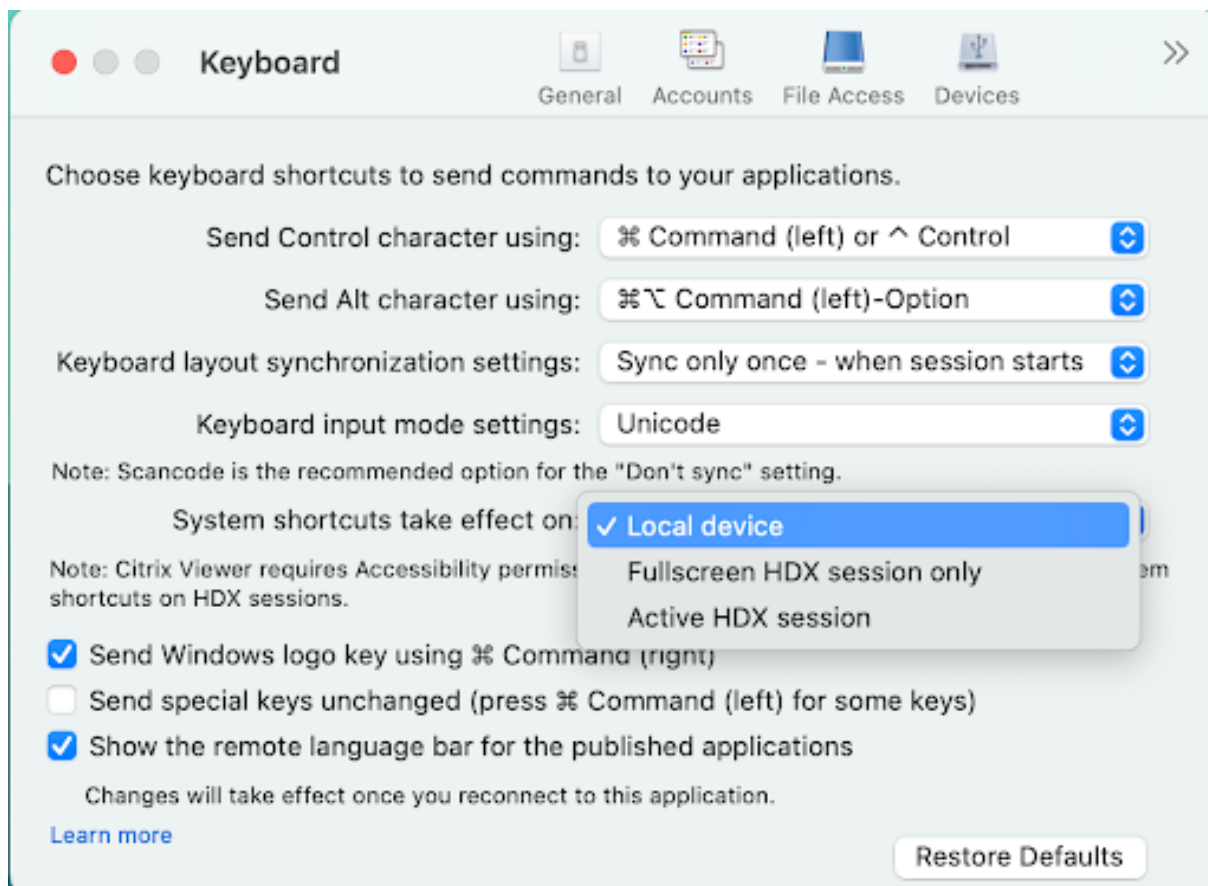 Keyboard
General
Accounts
File Access
Devices
Choose keyboard shortcuts to send commands to your applications.
Send Control character using: ⌘ Command (left) or ^ Control
Send Alt character using: ⌘⌥ Command (left)-Option
Keyboard layout synchronization settings: Sync only once - when session starts
Keyboard input mode settings: Unicode
Note: Scancode is the recommended option for the "Don't sync" setting.
System shortcuts take effect on: ✓ Local device
Fullscreen HDX session only
Active HDX session
Note: Citrix Viewer requires Accessibility
shortcuts on HDX sessions.
Send Windows logo key using ⌘ Command (right)
Send special keys unchanged (press ⌘ Command (left) for some keys)
Show the remote language bar for the published applications
Changes will take effect once you reconnect to this application.
Learn more
Restore Defaults